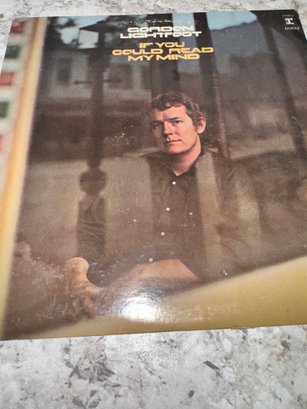 GORDON
LIGHTFOOT
IF YOU
COULD READ
MY MIND